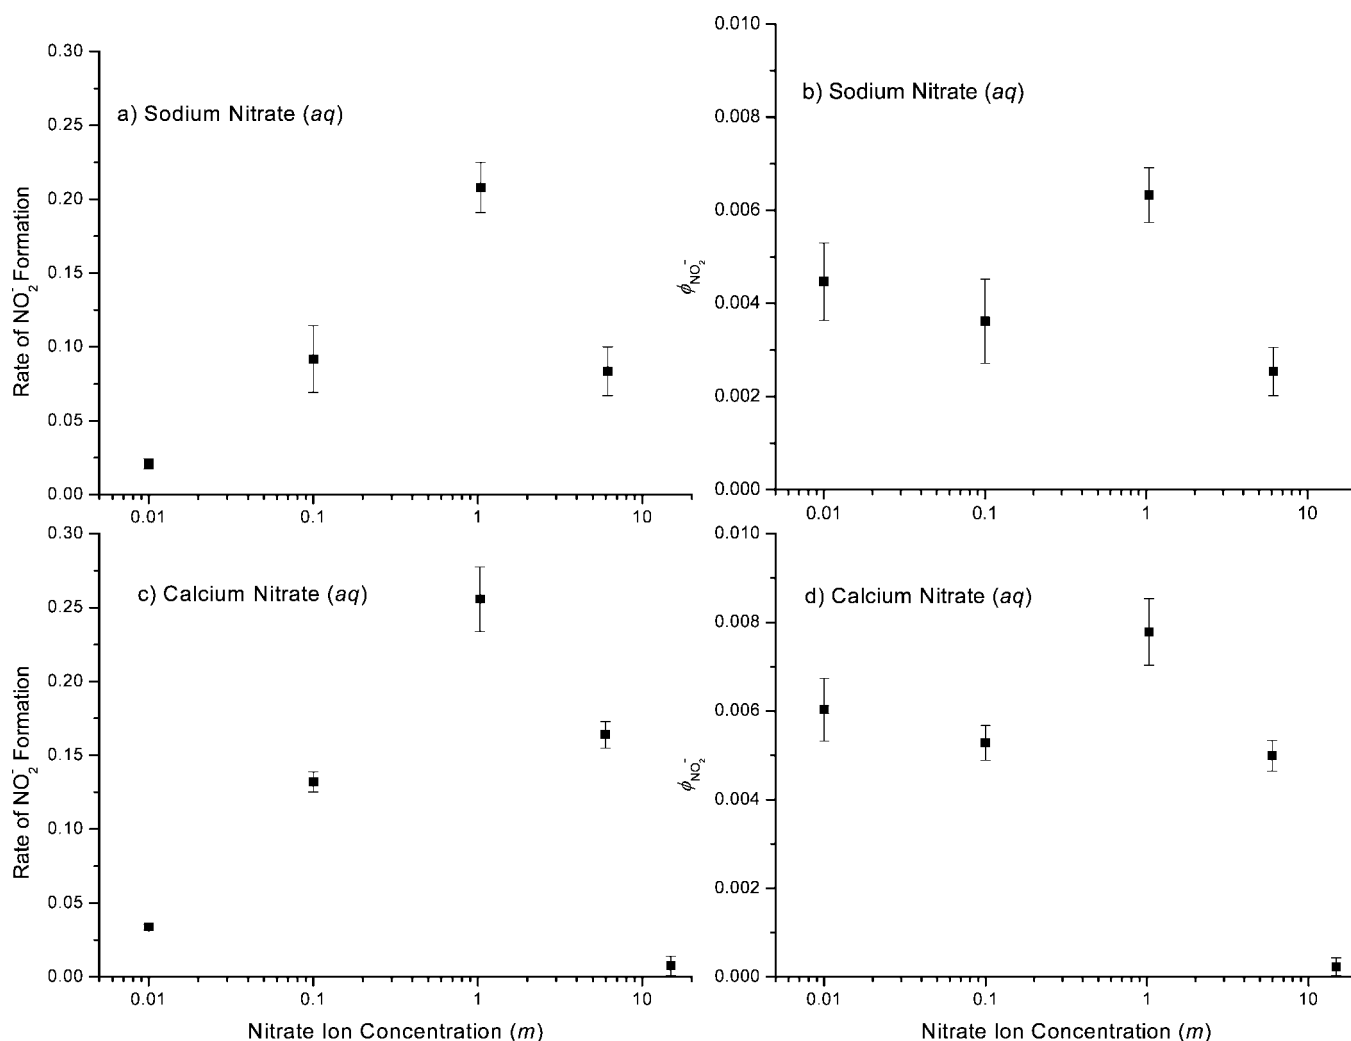 0.30
0.25
0.20
0.15
0.10
0.05
0.00
a) Sodium Nitrate (aq)
Rate of NO₂⁻ Formation
0.01 0.1 1 10
0.010
0.008
0.006
0.004
0.002
0.000
b) Sodium Nitrate (aq)
ϕNO₂⁻
0.01 0.1 1 10
0.30
0.25
0.20
0.15
0.10
0.05
0.00
c) Calcium Nitrate (aq)
Rate of NO₂⁻ Formation
0.01 0.1 1 10
Nitrate Ion Concentration (m)
0.010
0.008
0.006
0.004
0.002
0.000
d) Calcium Nitrate (aq)
ϕNO₂⁻
0.01 0.1 1 10
Nitrate Ion Concentration (m)